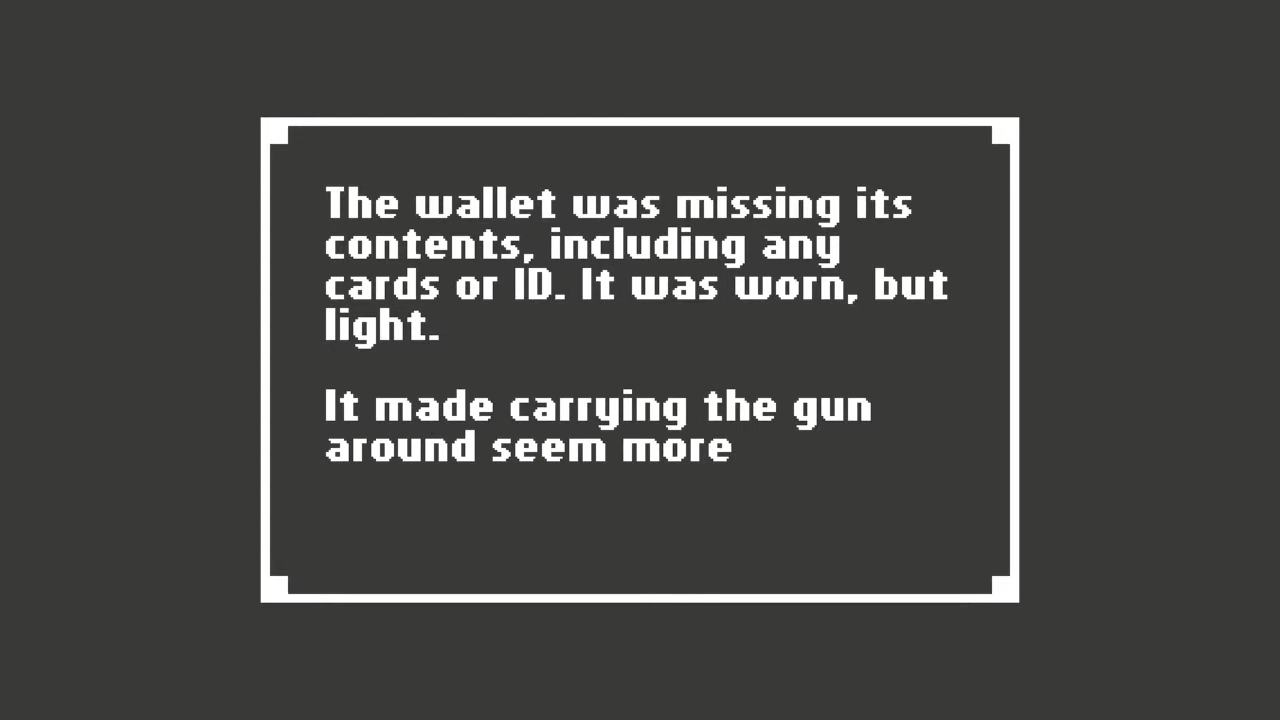 The wallet was missing its
contents, including any
cards or ID. It was worn, but
light.
It made carrying the gun
around seem more